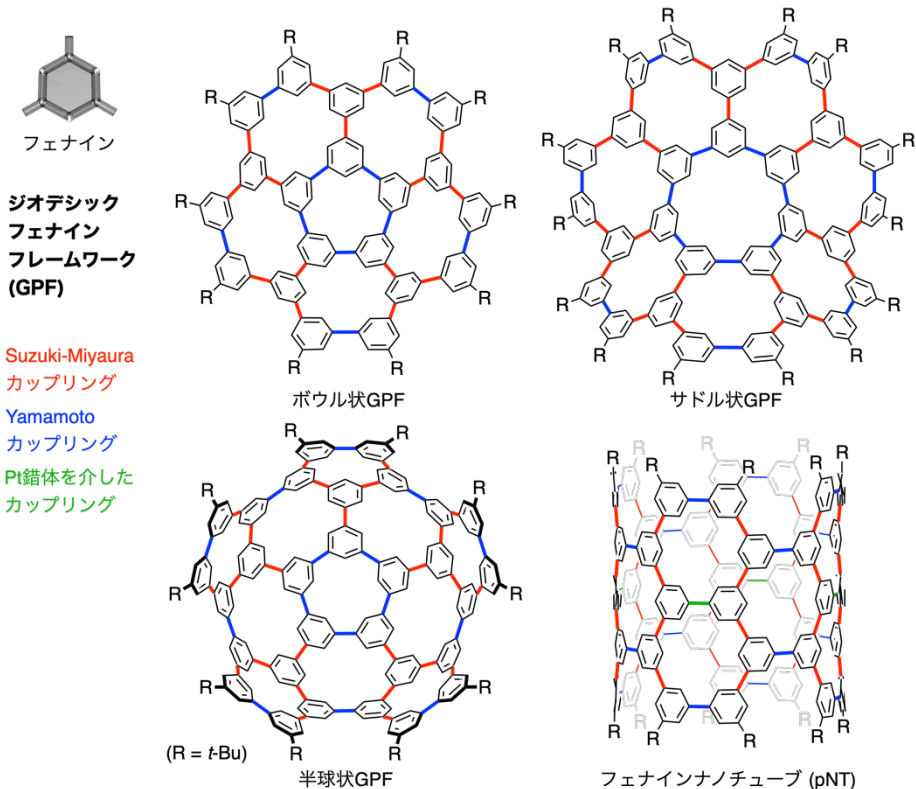 フェナイン
ジオデシック
フェナイン
フレームワーク
(GPF)
Suzuki-Miyaura
カップリング
Yamamoto
カップリング
Pt錯体を介した
カップリング
R R
R R
R R
R R
R R
ボウル状GPF
R R
R R
R R
R R
R R
R R
R R
サドル状GPF
R R
R R
R R
R R
R R
(R = t-Bu)
半球状GPF
R R R
R R R R
R R R
R R R R
フェナインナノチューブ (pNT)